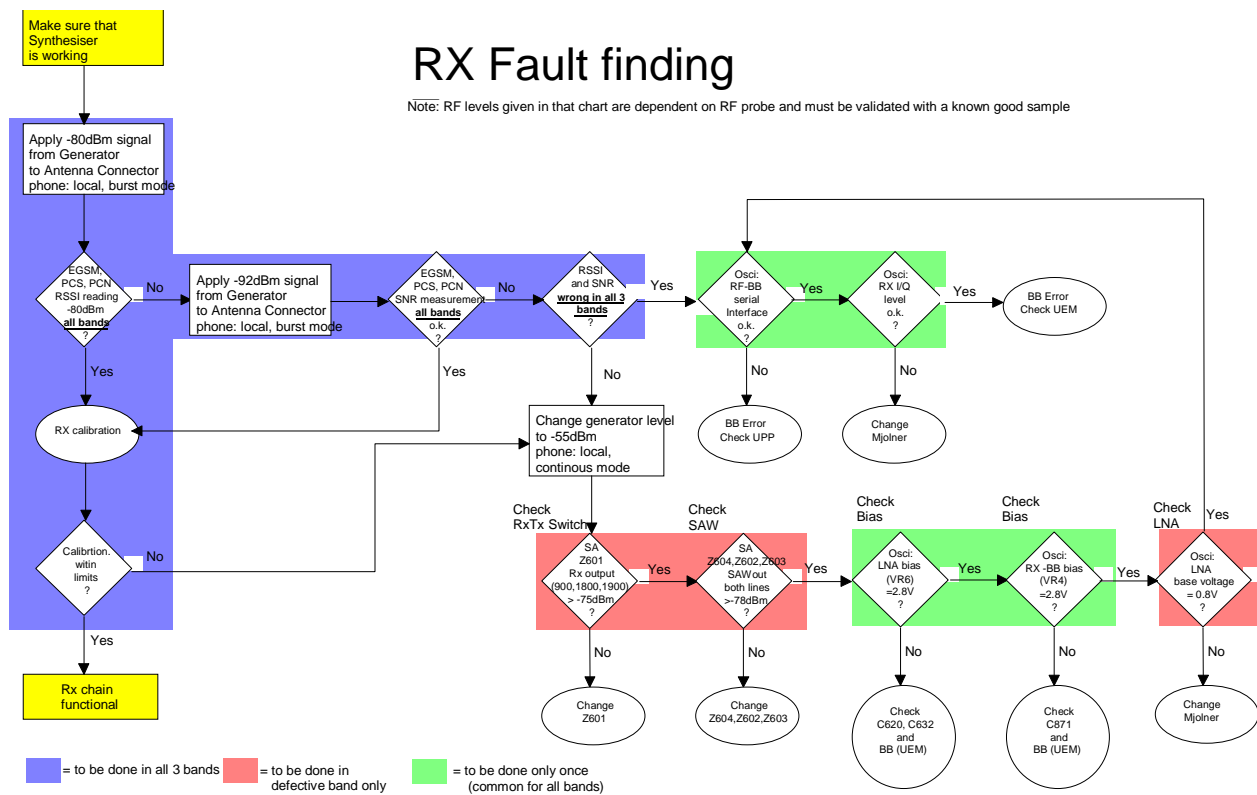 Make sure that
Synthesiser
is working
RX Fault finding
Note: RF levels given in that chart are dependent on RF probe and must be validated with a known good sample
Apply -80dBm signal
from Generator
to Antenna Connector
phone: local, burst mode
EGSM,
PCS, PCN
RSSI reading
-80dBm
all bands
?
No
Yes
Apply -92dBm signal
from Generator
to Antenna Connector
phone: local, burst mode
EGSM,
PCS, PCN
SNR measurement
all bands
o.k.
?
No
Yes
RSSI
and SNR
wrong in all 3
bands
?
Yes
No
Osci:
RF-BB
serial
Interface
o.k.
?
Yes
No
Osci:
RX I/Q
level
o.k.
?
Yes
No
BB Error
Check UEM
BB Error
Check UPP
Change
Mjolner
RX calibration
Change generator level
to -55dBm
phone: local,
continous mode
Calibrtion.
witin
limits
?
No
Yes
Rx chain
functional
Check
RxTx Switch
SA
Z601
Rx output
(900,1800,1900)
> -75dBm
?
Yes
No
Change
Z601
Check
SAW
SA
Z604,Z602,Z603
SAWout
both lines
>-78dBm
?
Yes
No
Change
Z604,Z602,Z603
Check
Bias
Osci:
LNA bias
(VR6)
=2.8V
?
Yes
No
Check
C620, C632
and
BB (UEM)
Check
Bias
Osci:
RX -BB bias
(VR4)
=2.8V
?
Yes
No
Check
C871
and
BB (UEM)
Check
LNA
Yes
Osci:
LNA
base voltage
= 0.8V
?
No
Change
Mjolner
= to be done in all 3 bands
= to be done in
defective band only
= to be done only once
(common for all bands)